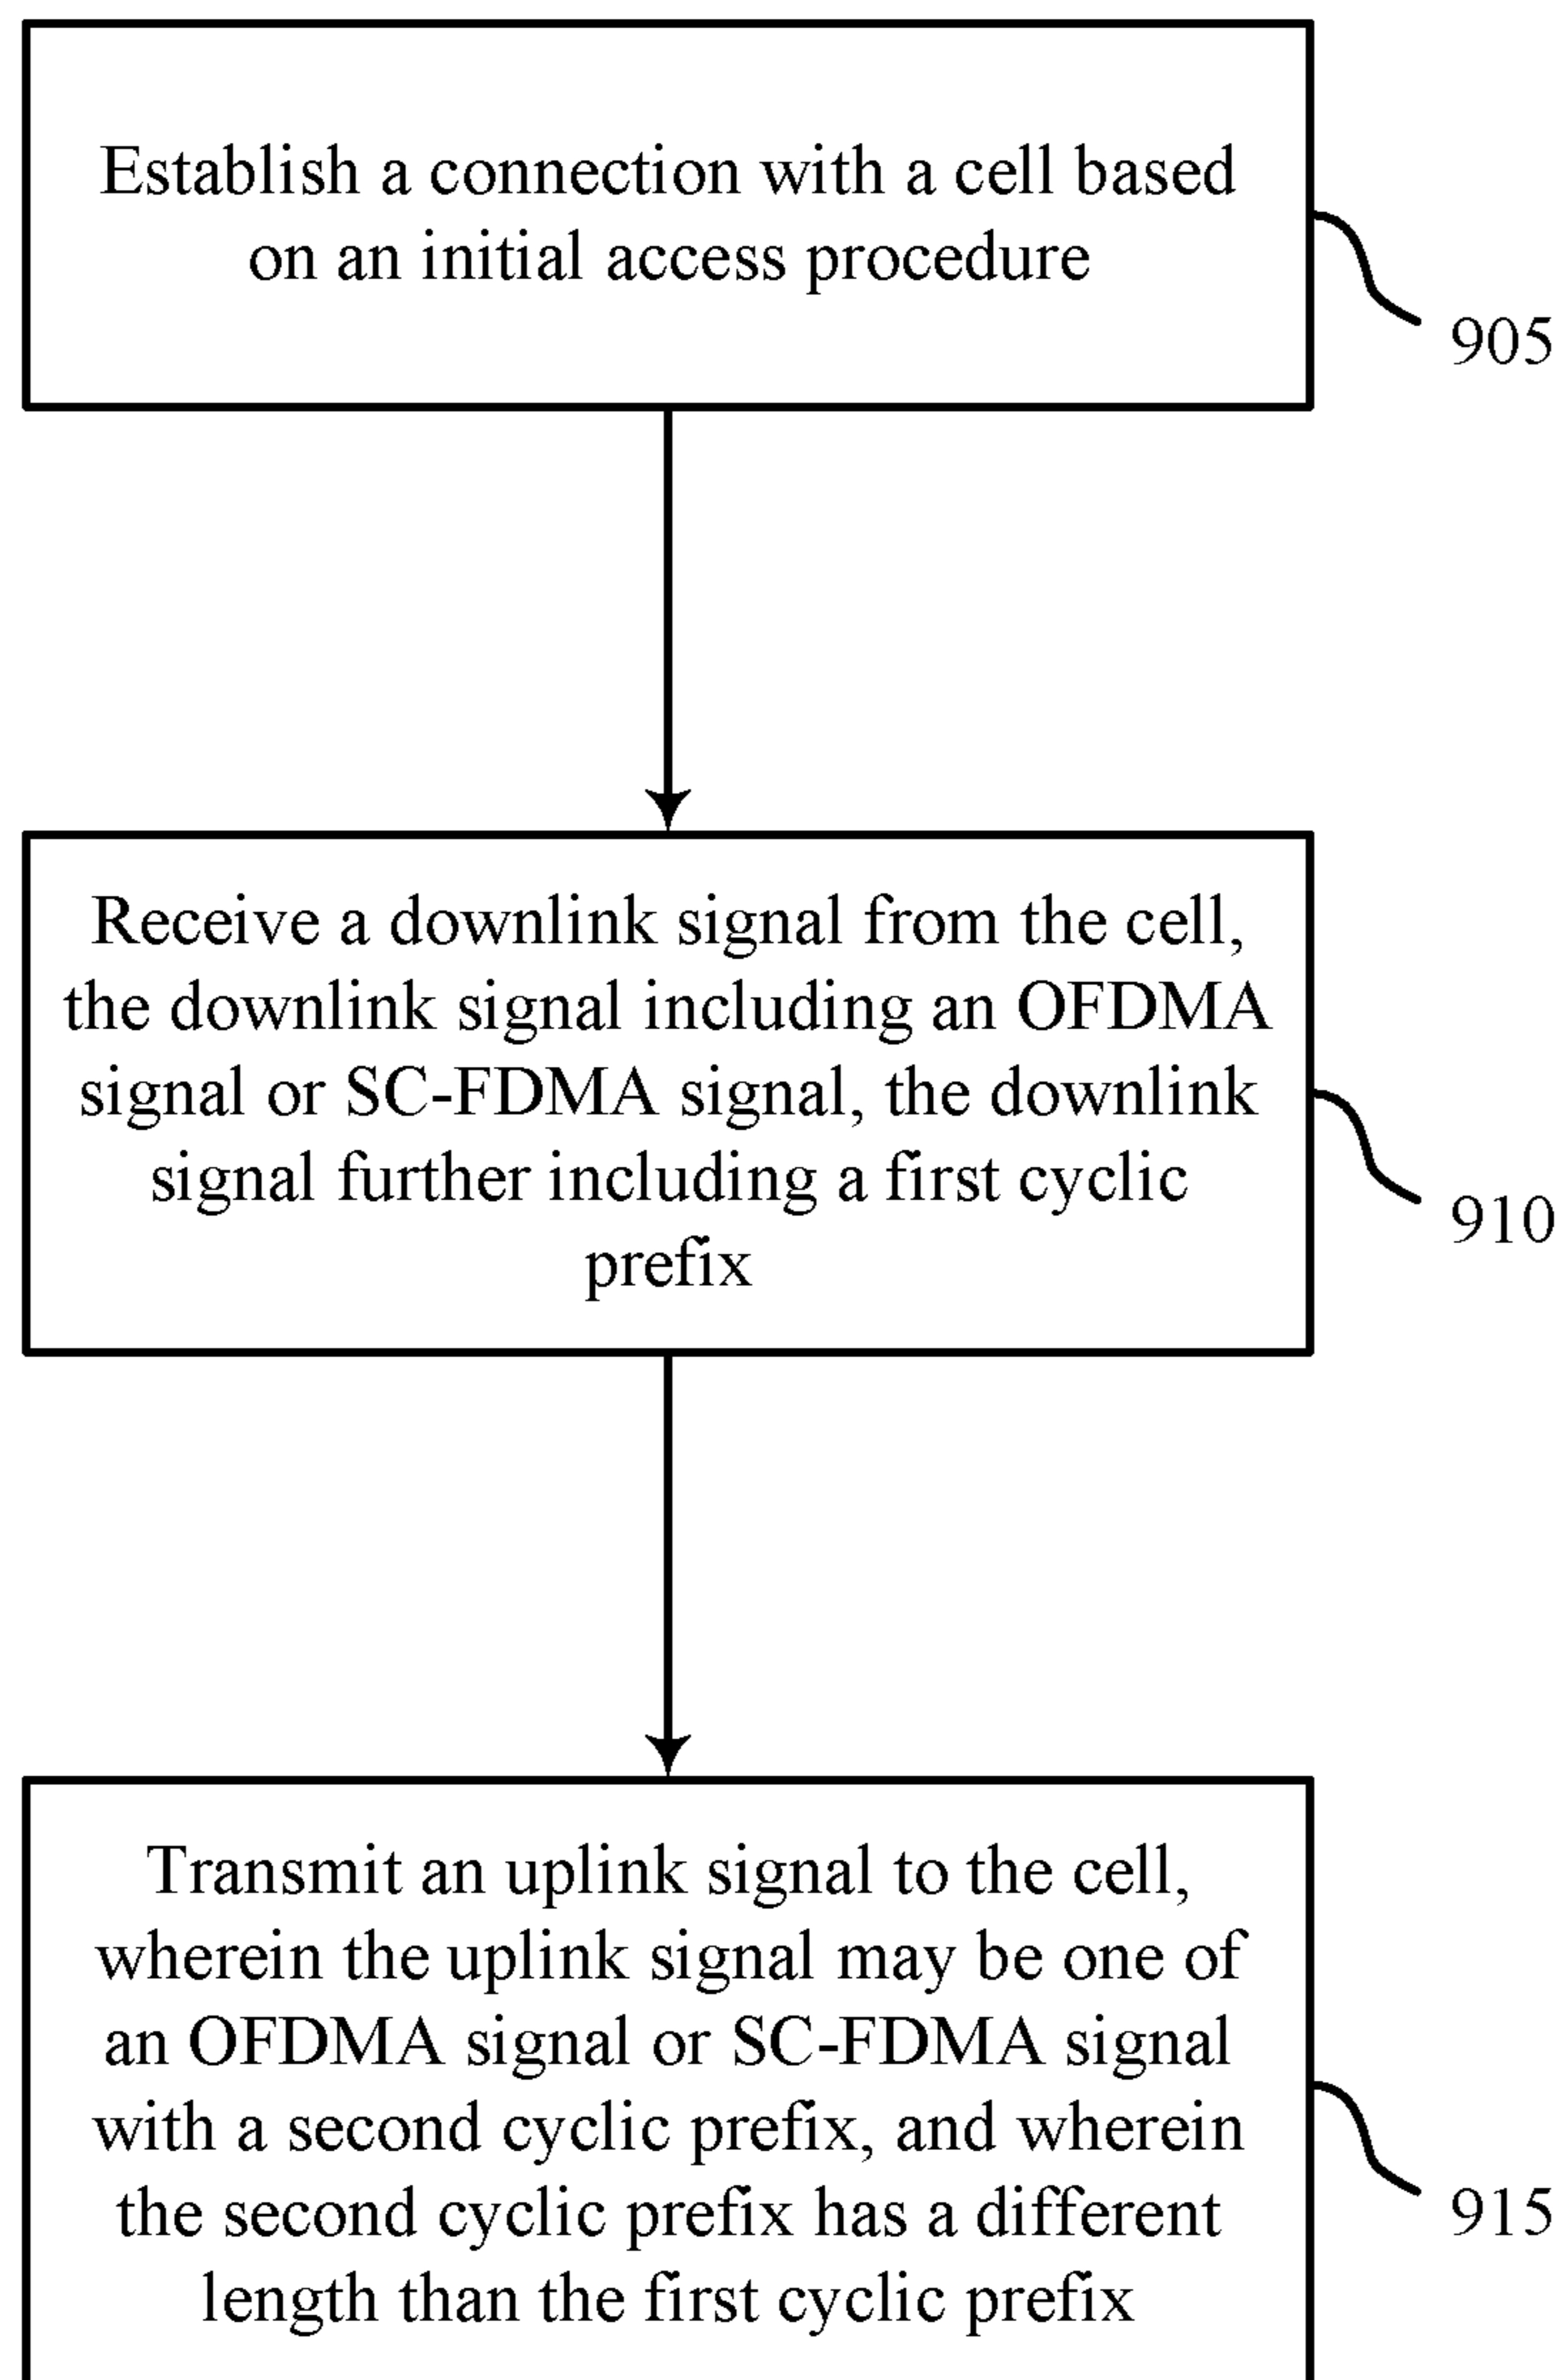 Establish a connection with a cell based
on an initial access procedure
905
Receive a downlink signal from the cell,
the downlink signal including an OFDMA
signal or SC-FDMA signal, the downlink
signal further including a first cyclic
prefix
910
Transmit an uplink signal to the cell,
wherein the uplink signal may be one of
an OFDMA signal or SC-FDMA signal
with a second cyclic prefix, and wherein
the second cyclic prefix has a different
length than the first cyclic prefix
915